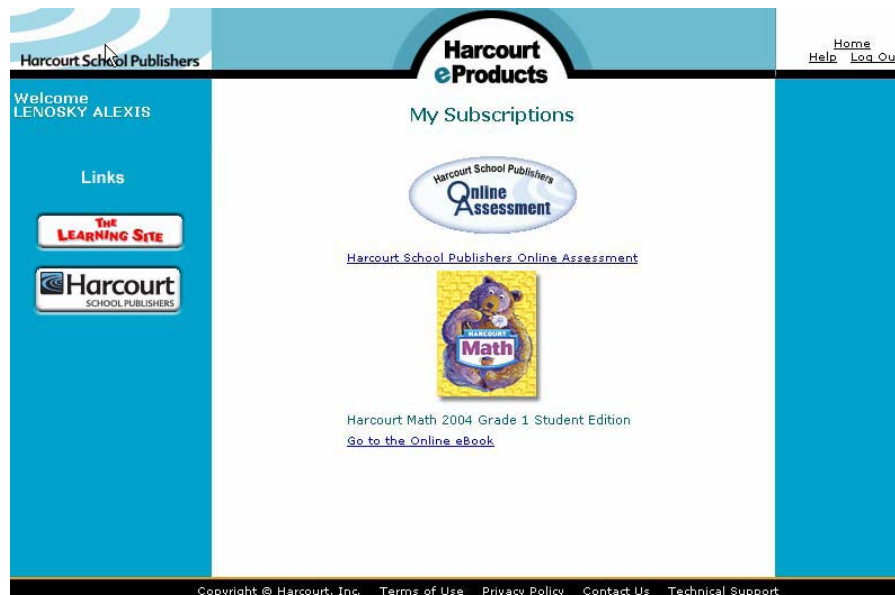 Harcourt School Publishers
Harcourt
eProducts
Home
Help Log Ou
Welcome
LENOSKY ALEXIS
My Subscriptions
Links
THE
LEARNING SITE
Harcourt
SCHOOL PUBLISHERS
Harcourt School Publishers
Online
Assessment
Harcourt School Publishers Online Assessment
HARCOURT
Math
Harcourt Math 2004 Grade 1 Student Edition
Go to the Online eBook
Copyright © Harcourt, Inc. Terms of Use Privacy Policy Contact Us Technical Support